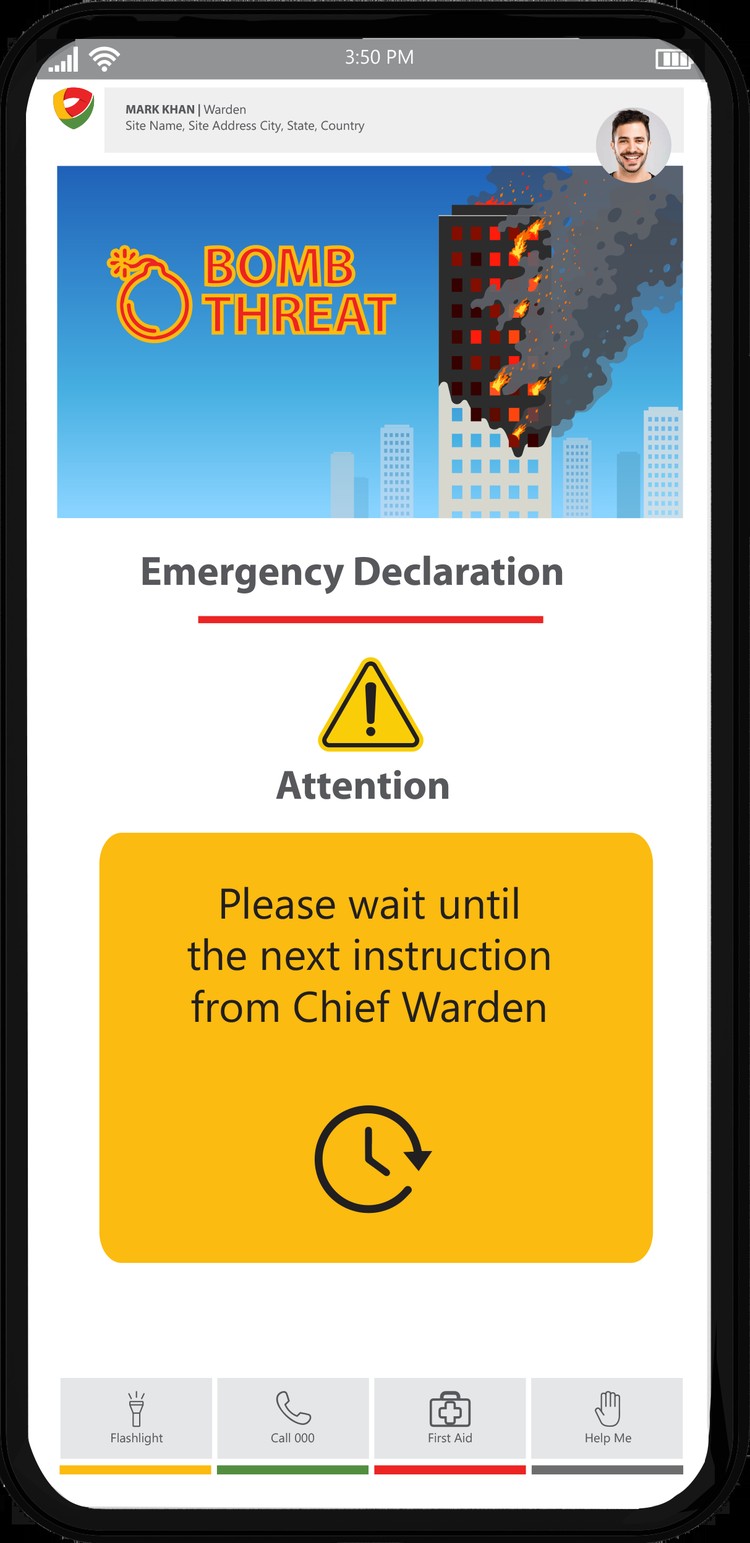 3:50 PM
MARK KHAN | Warden
Site Name, Site Address City, State, Country
BOMB
THREAT
Emergency Declaration
Attention
Please wait until
the next instruction
from Chief Warden
Flashlight
Call 000
First Aid
Help Me